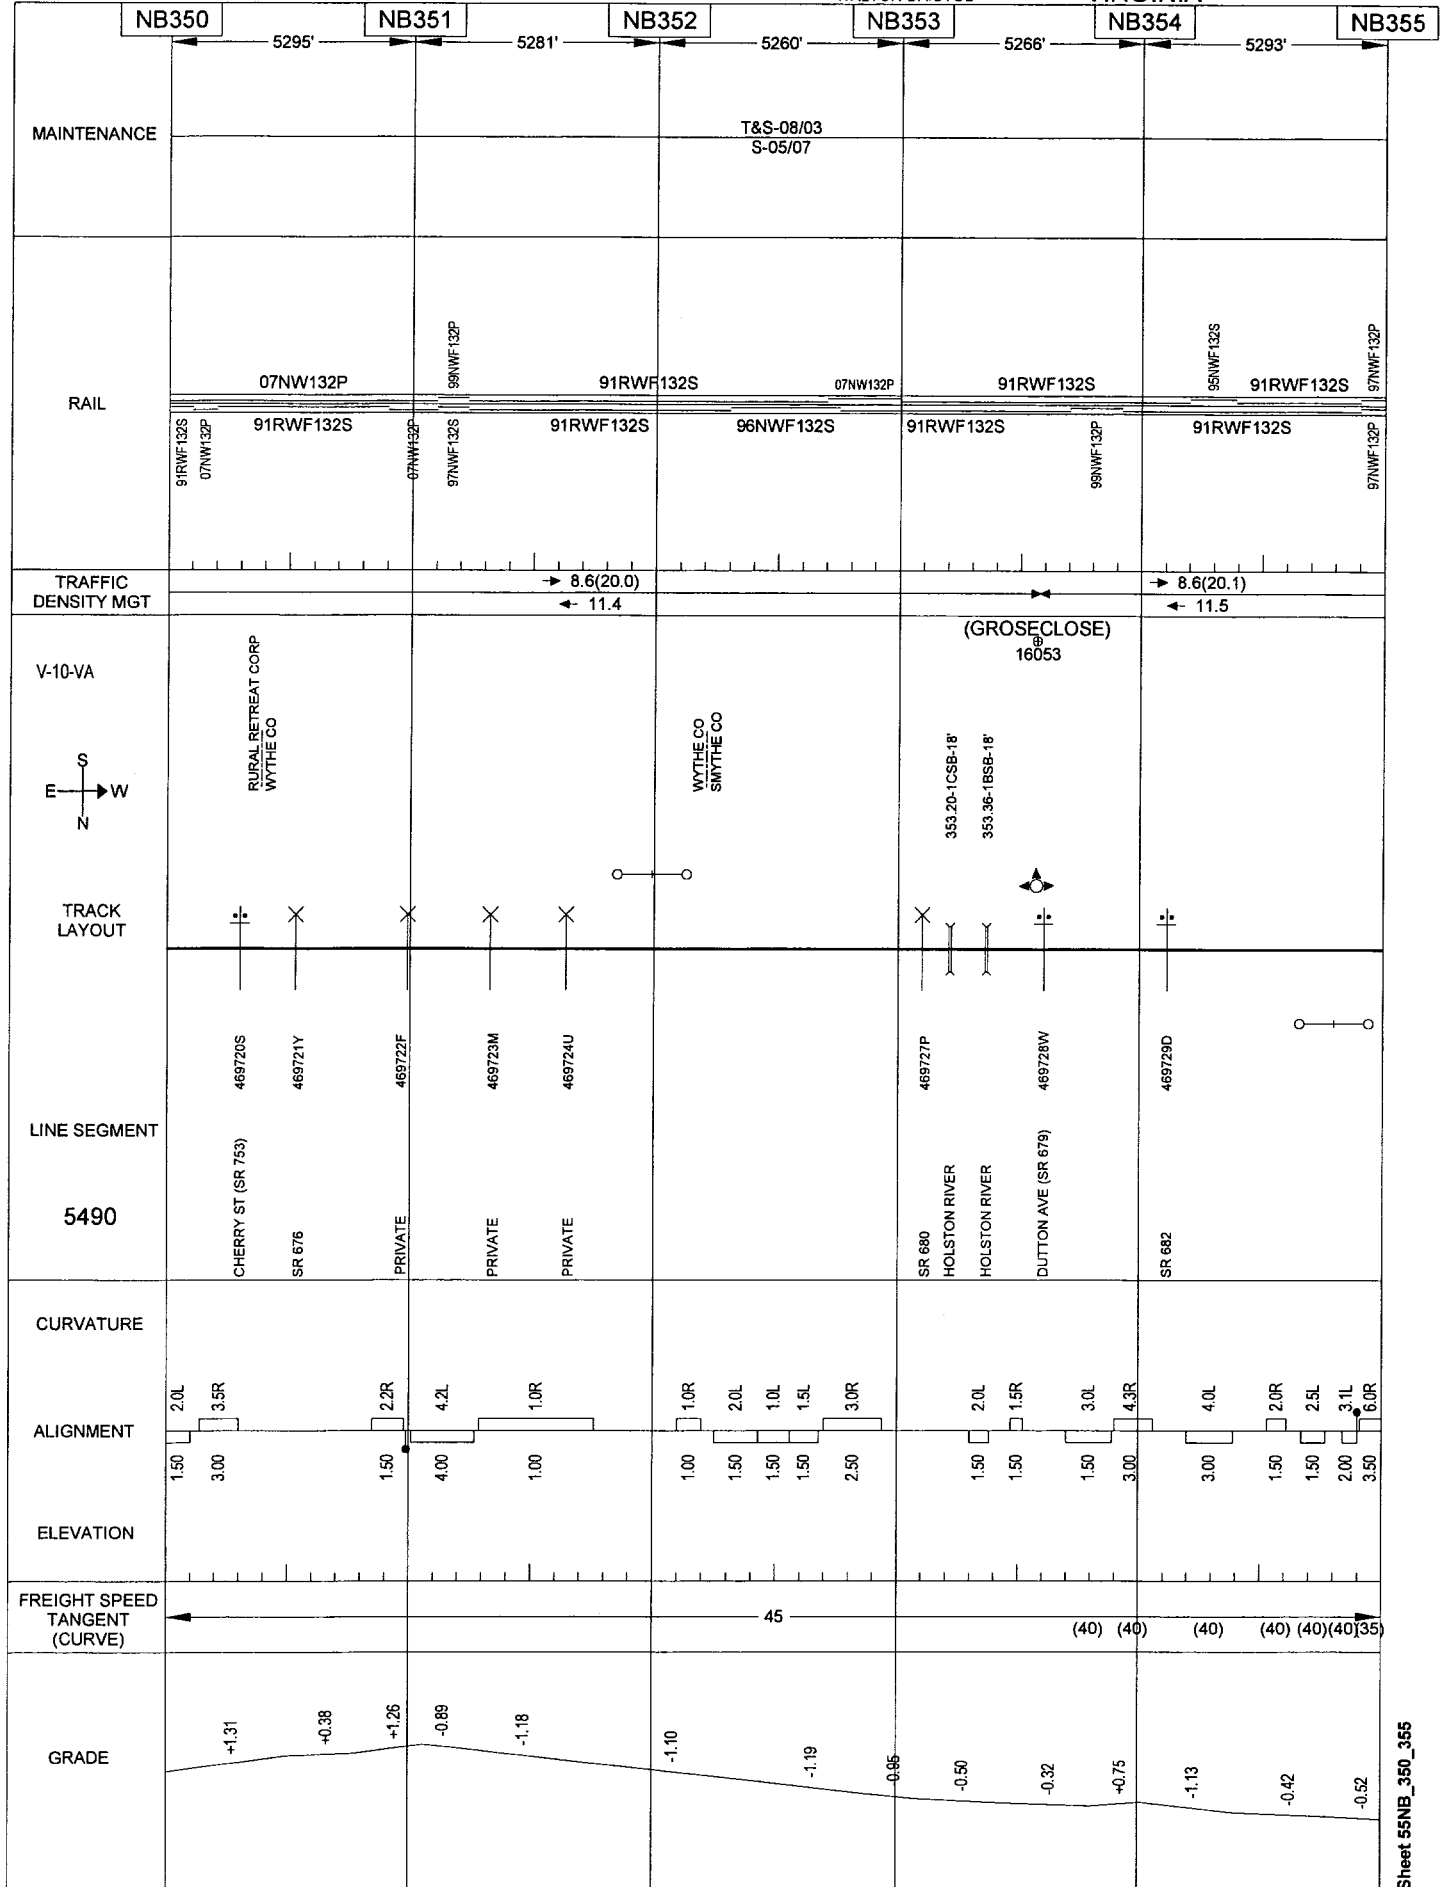 NB350 NB351 NB352 NB353 NB354 NB355
5295' 5281' 5260' 5266' 5293'
MAINTENANCE
T&S-08/03
S-05/07
RAIL
99NWF132P 95NWF132S 97NWF132P
07NW132P 91RWF132S 07NW132P 91RWF132S 91RWF132S
91RWF132S 91RWF132S 96NWF132S 91RWF132S 91RWF132S
91RWF132S 07NW132P 07NW132P 97NWF132S 99NWF132P 97NWF132P
TRAFFIC
DENSITY MGT
→ 8.6(20.0) → 8.6(20.1)
← 11.4 ← 11.5
(GROSECLOSE)
16053
V-10-VA
RURAL RETREAT CORP
WYTHE CO
WYTHE CO
SMYTHE CO
353.20-1CSB-18'
353.36-1BSB-18'
S
E W
N
TRACK
LAYOUT
469720S 469721Y 469722F 469723M 469724U 469727P 469728W 469729D
LINE SEGMENT
5490
CHERRY ST (SR 753)
SR 676
PRIVATE
PRIVATE
PRIVATE
SR 680
HOLSTON RIVER
HOLSTON RIVER
DUTTON AVE (SR 679)
SR 682
CURVATURE
2.0L 3.5R 2.2R 4.2L 1.0R 1.0R 2.0L 1.0L 1.5L 3.0R 2.0L 1.5R 3.0L 4.3R 4.0L 2.0R 2.5L 3.1L 6.0R
ALIGNMENT
1.50 3.00 1.50 4.00 1.00 1.00 1.50 1.50 1.50 2.50 1.50 1.50 1.50 3.00 3.00 1.50 1.50 2.00 3.50
ELEVATION
FREIGHT SPEED
TANGENT
(CURVE)
45
(40) (40) (40) (40) (40) (40) (35)
GRADE
+1.31 +0.38 +1.26 -0.89 -1.18 -1.10 -1.19 -0.95 -0.50 -0.32 +0.75 -1.13 -0.42 -0.52
Sheet 55NB_350_355